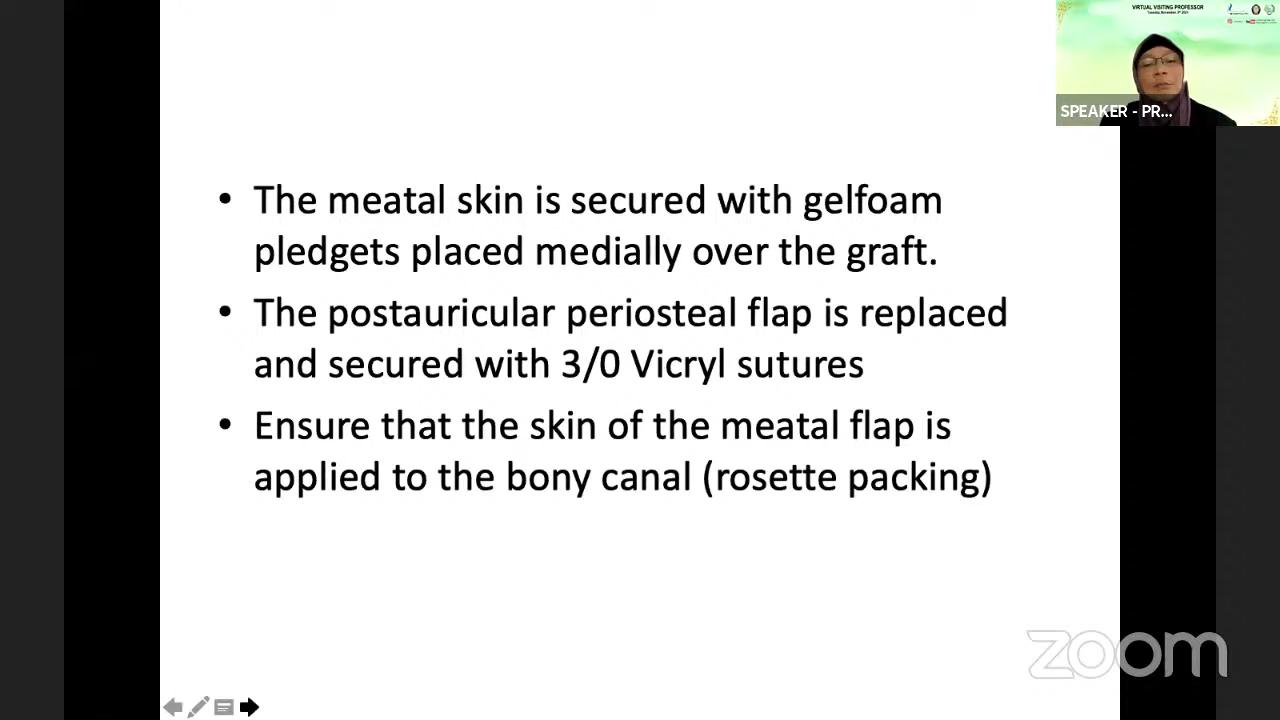 VIRTUAL VISITING PROFESSOR
SPEAKER - PR...
• The meatal skin is secured with gelfoam
pledgets placed medially over the graft.
• The postauricular periosteal flap is replaced
and secured with 3/0 Vicryl sutures
• Ensure that the skin of the meatal flap is
applied to the bony canal (rosette packing)
zoom